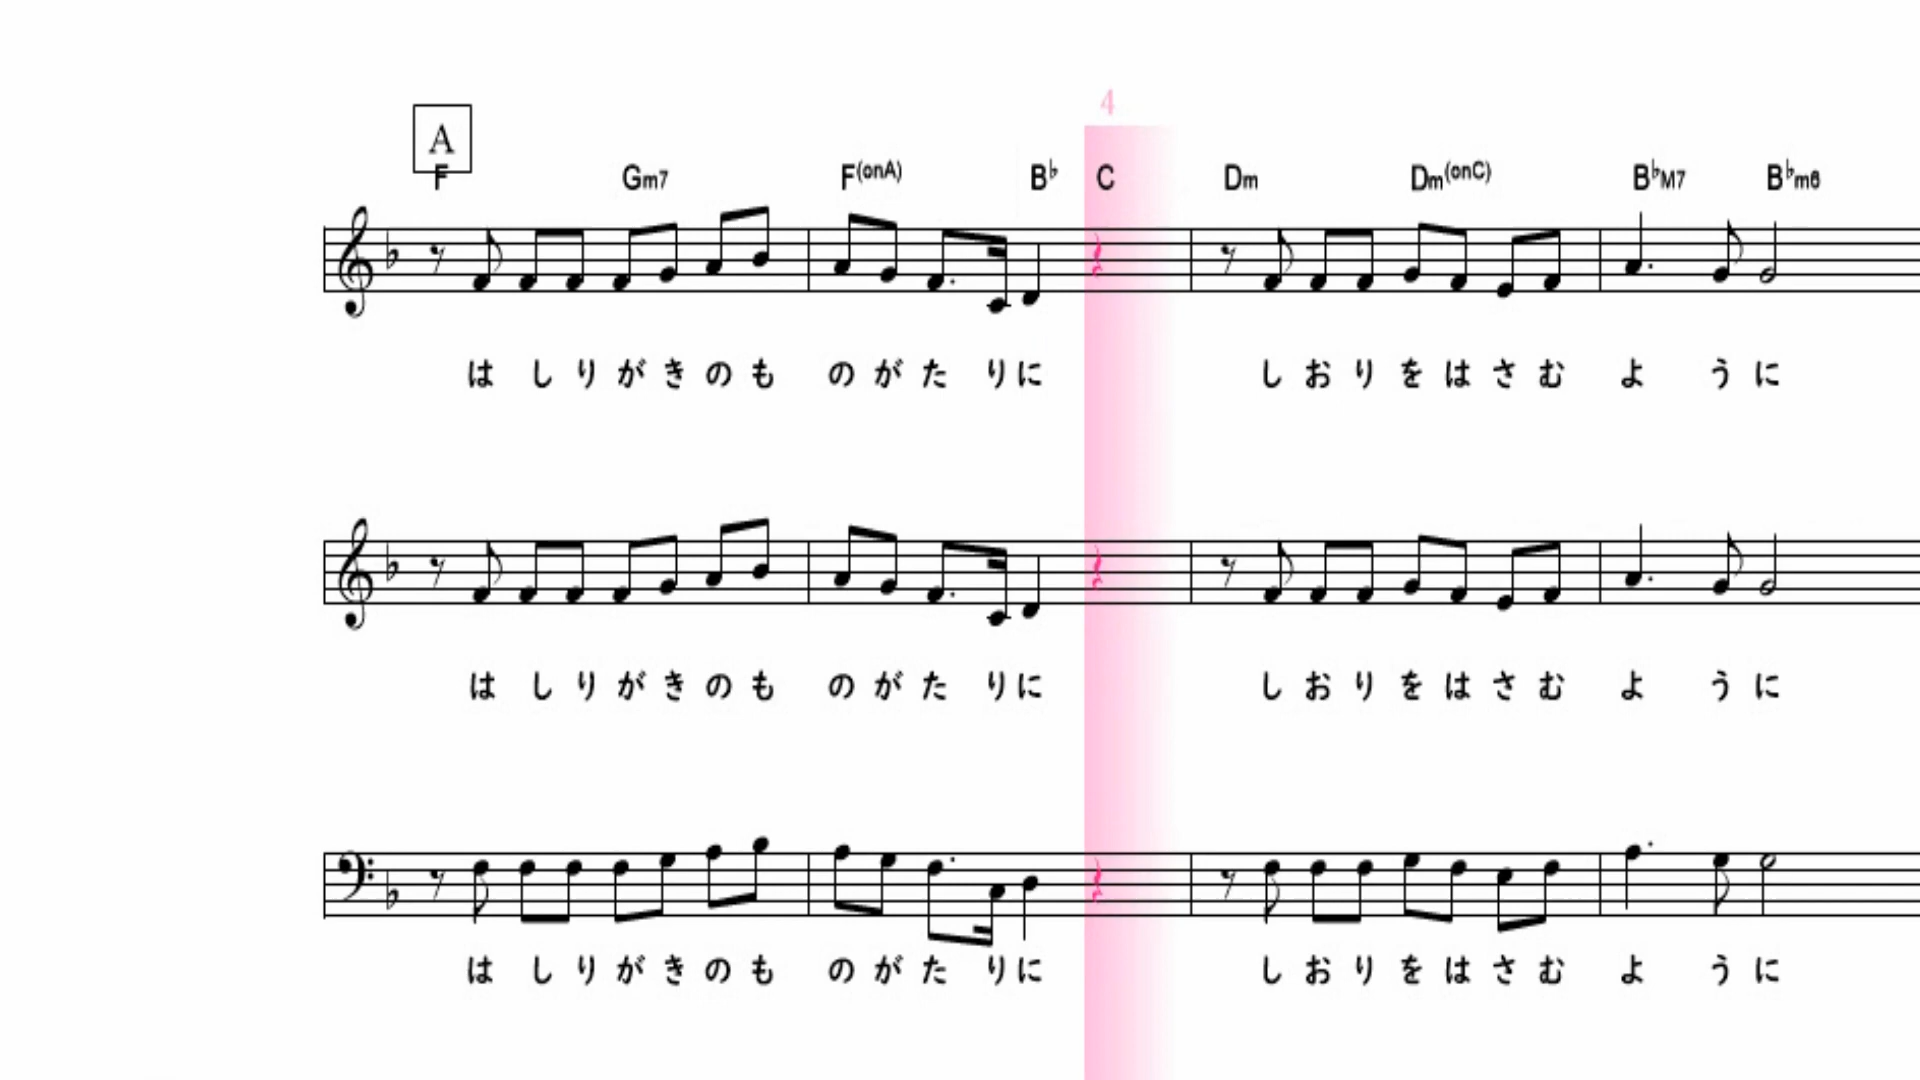 4
A
F Gm7 F(onA) B♭ C Dm Dm(onC) B♭M7 B♭m6
は し り が き の も の が た り に し お り を は さ む よ う に
は し り が き の も の が た り に し お り を は さ む よ う に
は し り が き の も の が た り に し お り を は さ む よ う に